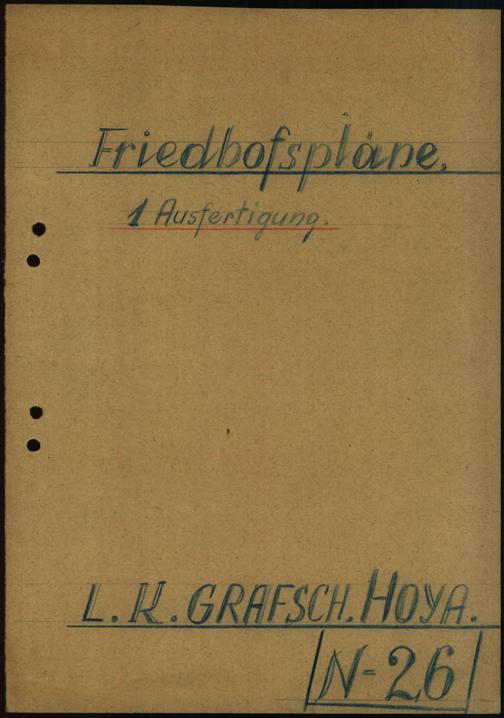 Friedhofspläne.
1 Ausfertigung.
L.K. GRAFSCH. HOYA.
N-26